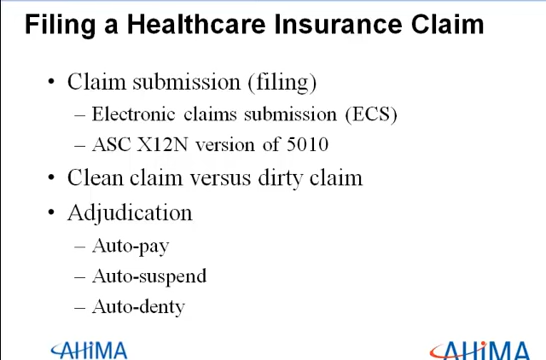 Filing a Healthcare Insurance Claim
• Claim submission (filing)
– Electronic claims submission (ECS)
– ASC X12N version of 5010
• Clean claim versus dirty claim
• Adjudication
– Auto-pay
– Auto-suspend
– Auto-denty
AHiMA
AHiMA